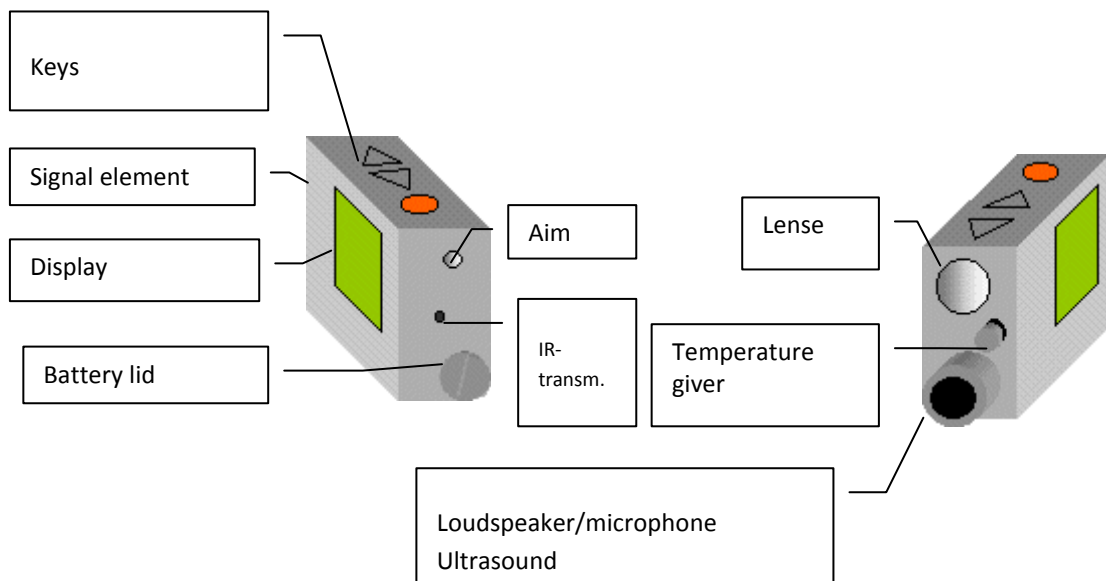 Keys
Signal element
Display
Battery lid
Aim
IR-
transm.
Lense
Temperature
giver
Loudspeaker/microphone
Ultrasound